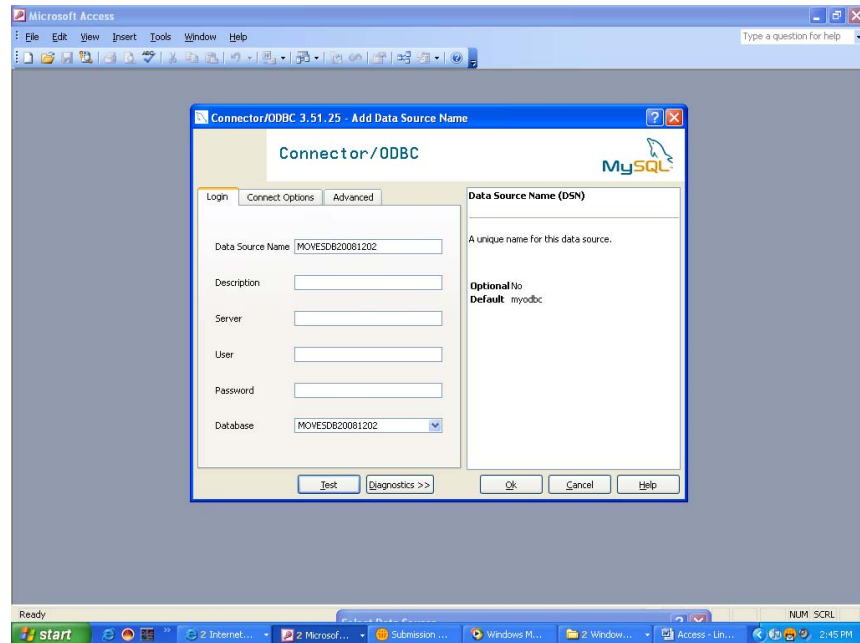 Microsoft Access
File Edit View Insert Tools Window Help
Type a question for help
Connector/ODBC 3.51.25 - Add Data Source Name
Connector/ODBC
MySQL
Login Connect Options Advanced
Data Source Name MOVESDB20081202
Description
Server
User
Password
Database MOVESDB20081202
Data Source Name (DSN)
A unique name for this data source.
Optional No
Default myodbc
Test Diagnostics >> Ok Cancel Help
Ready
NUM SCRL
start
2 Internet...
2 Microsof...
Submission ...
Windows M...
2 Window...
Access - Lin...
2:45 PM